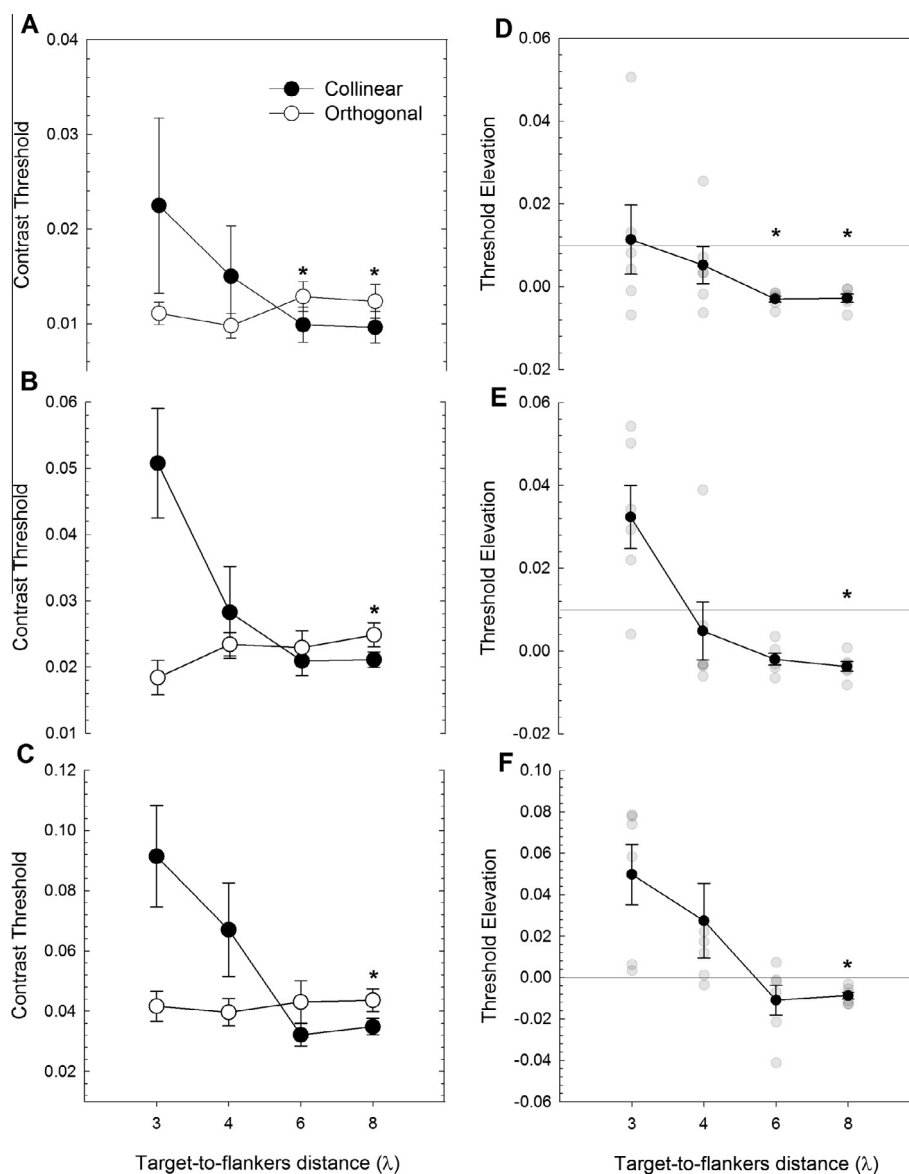 A
0.04
0.03
0.02
0.01
Contrast Threshold
Collinear
Orthogonal
*
*
D
0.06
0.04
0.02
0.00
-0.02
Threshold Elevation
*
*
B
0.06
0.05
0.04
0.03
0.02
0.01
Contrast Threshold
*
E
0.06
0.04
0.02
0.00
-0.02
Threshold Elevation
*
C
0.12
0.10
0.08
0.06
0.04
0.02
Contrast Threshold
*
3 4 6 8
Target-to-flankers distance (λ)
F
0.10
0.08
0.06
0.04
0.02
0.00
-0.02
-0.04
-0.06
Threshold Elevation
*
3 4 6 8
Target-to-flankers distance (λ)